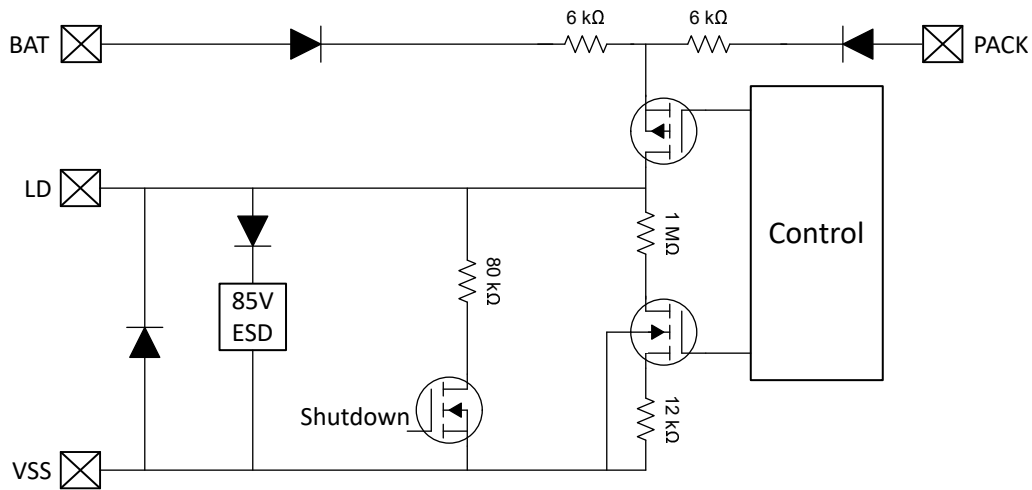 6 kΩ
6 kΩ
BAT
PACK
LD
1 MΩ
Control
80 kΩ
85V
ESD
Shutdown
12 kΩ
VSS